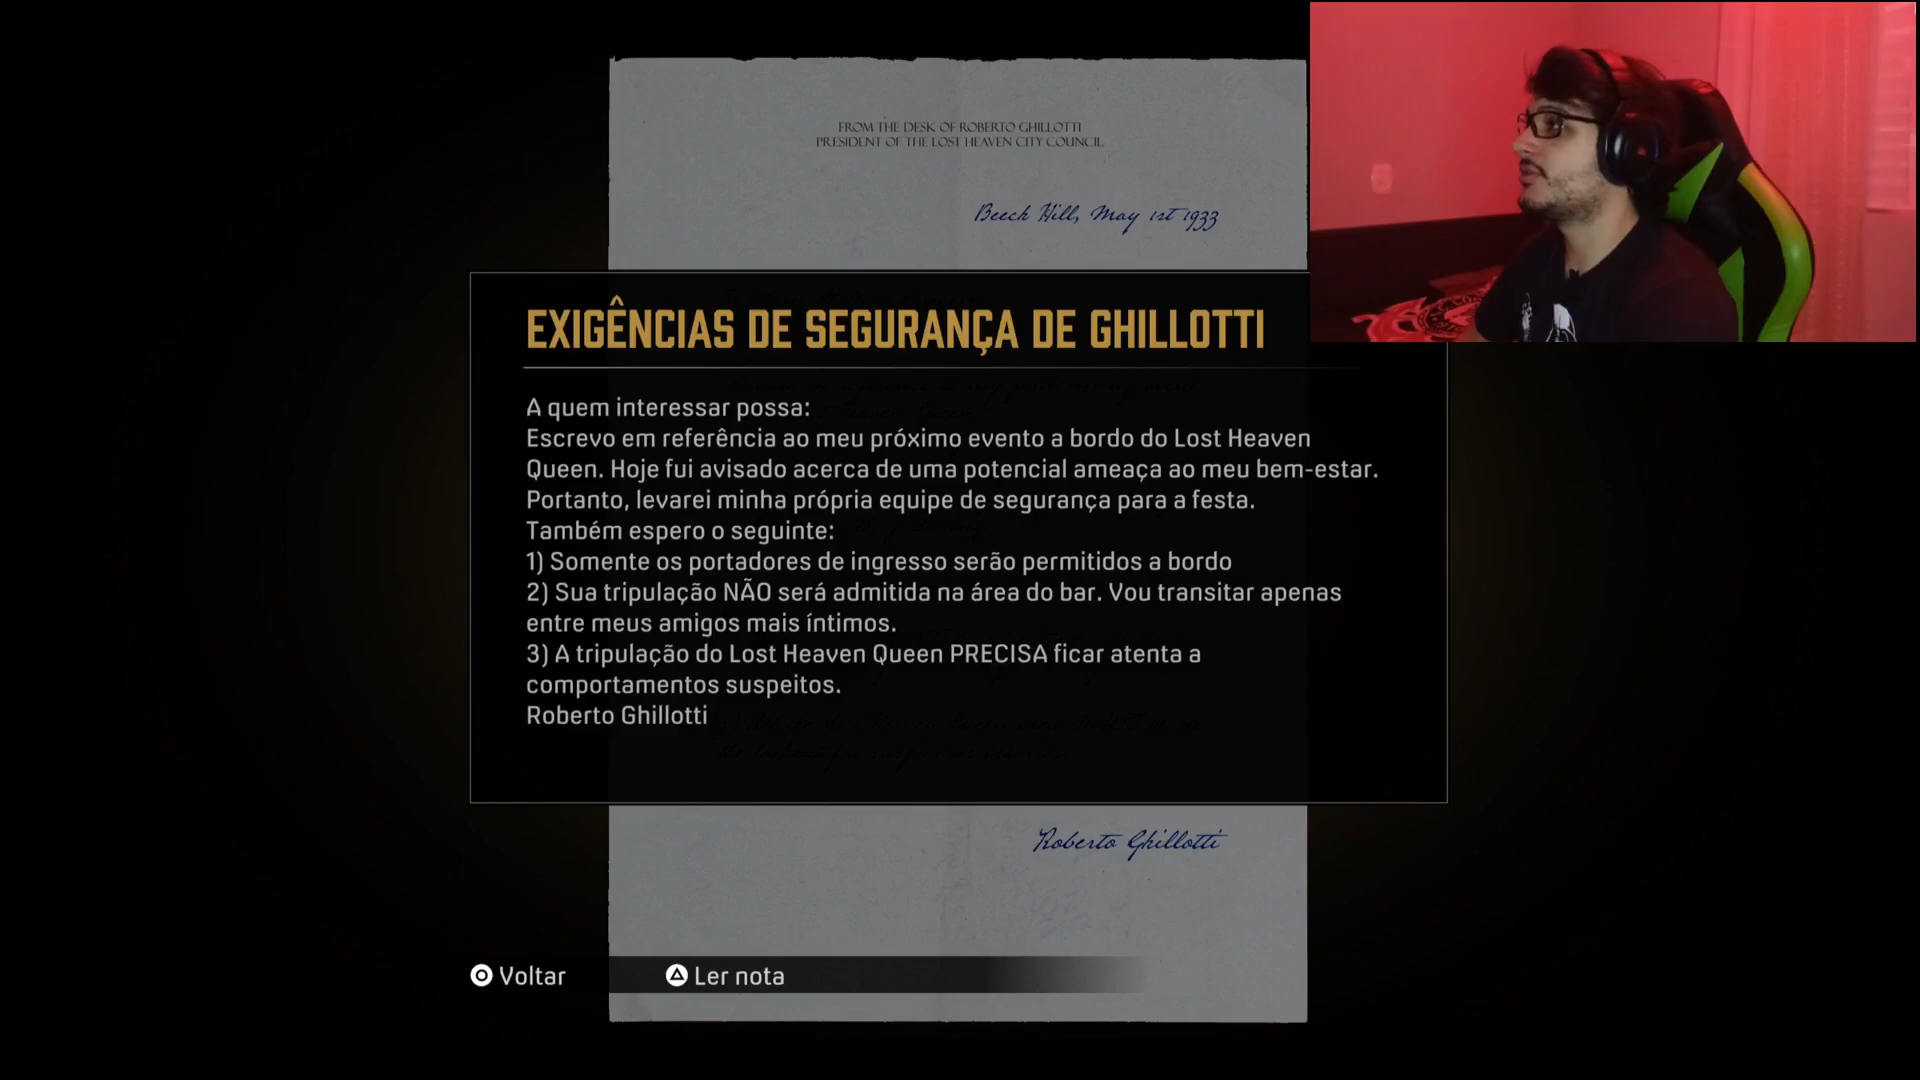 FROM THE DESK OF ROBERTO GHILLOTTI
PRESIDENT OF THE LOST HEAVEN CITY COUNCIL
Beech Hill, May 1st 1933
EXIGÊNCIAS DE SEGURANÇA DE GHILLOTTI
A quem interessar possa:
Escrevo em referência ao meu próximo evento a bordo do Lost Heaven
Queen. Hoje fui avisado acerca de uma potencial ameaça ao meu bem-estar.
Portanto, levarei minha própria equipe de segurança para a festa.
Também espero o seguinte:
1) Somente os portadores de ingresso serão permitidos a bordo
2) Sua tripulação NÃO será admitida na área do bar. Vou transitar apenas
entre meus amigos mais íntimos.
3) A tripulação do Lost Heaven Queen PRECISA ficar atenta a
comportamentos suspeitos.
Roberto Ghillotti
Roberto Ghillotti
Voltar
Ler nota